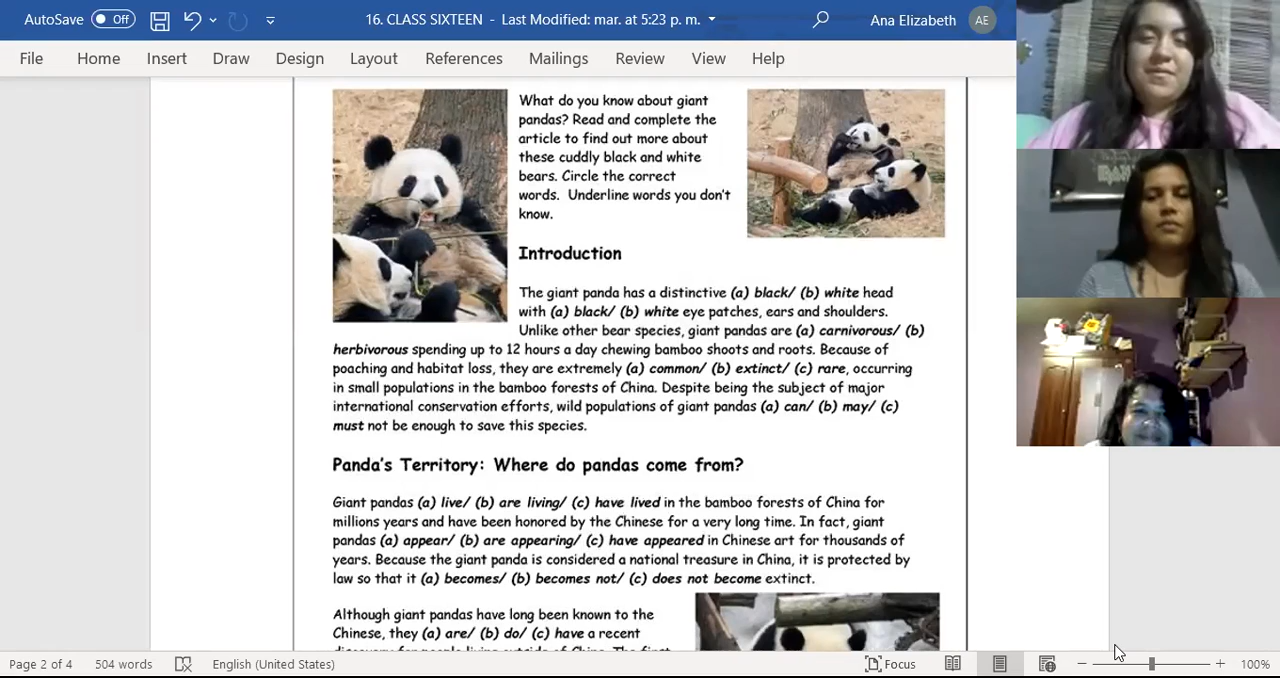 AutoSave Off 16. CLASS SIXTEEN - Last Modified: mar. at 5:23 p. m. Ana Elizabeth AE
File Home Insert Draw Design Layout References Mailings Review View Help
What do you know about giant
pandas? Read and complete the
article to find out more about
these cuddly black and white
bears. Circle the correct
words. Underline words you don't
know.
Introduction
The giant panda has a distinctive (a) black/ (b) white head
with (a) black/ (b) white eye patches, ears and shoulders.
Unlike other bear species, giant pandas are (a) carnivorous/ (b)
herbivorous spending up to 12 hours a day chewing bamboo shoots and roots. Because of
poaching and habitat loss, they are extremely (a) common/ (b) extinct/ (c) rare, occurring
in small populations in the bamboo forests of China. Despite being the subject of major
international conservation efforts, wild populations of giant pandas (a) can/ (b) may/ (c)
must not be enough to save this species.
Panda's Territory: Where do pandas come from?
Giant pandas (a) live/ (b) are living/ (c) have lived in the bamboo forests of China for
millions years and have been honored by the Chinese for a very long time. In fact, giant
pandas (a) appear/ (b) are appearing/ (c) have appeared in Chinese art for thousands of
years. Because the giant panda is considered a national treasure in China, it is protected by
law so that it (a) becomes/ (b) becomes not/ (c) does not become extinct.
Although giant pandas have long been known to the
Chinese, they (a) are/ (b) do/ (c) have a recent
discovery for people living outside of China. The first
Page 2 of 4 504 words English (United States) Focus 100%